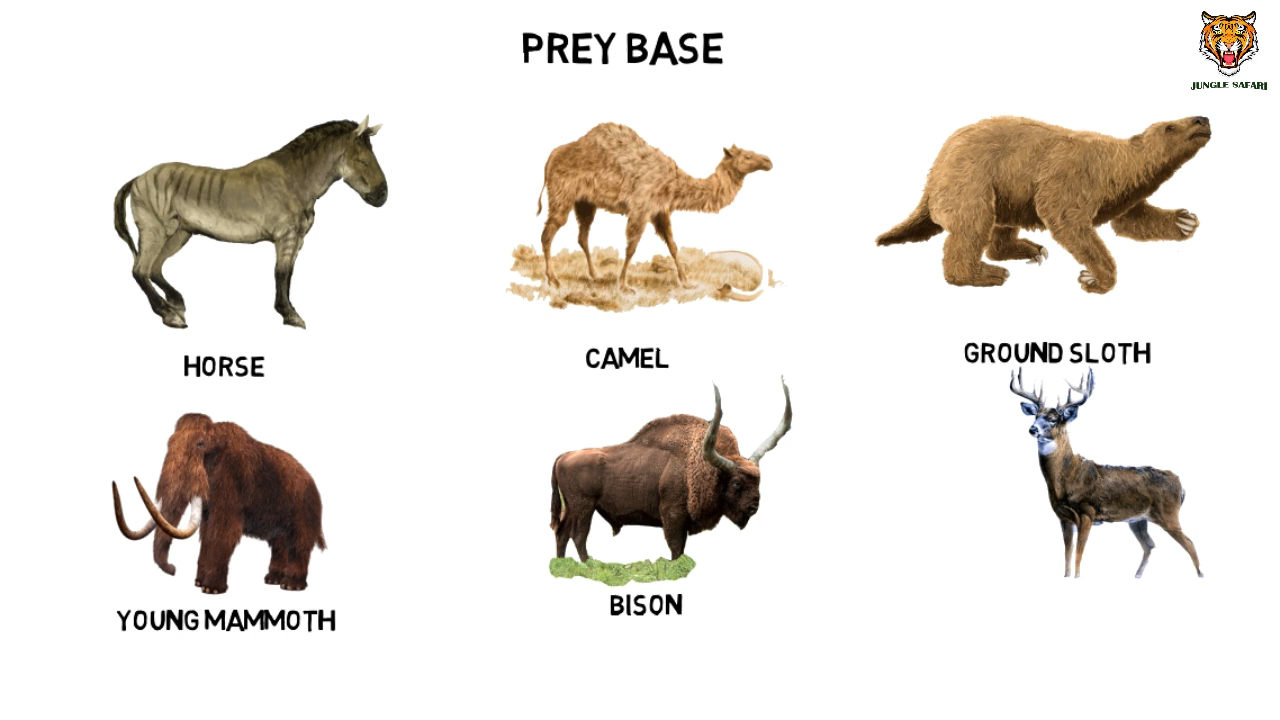 PREY BASE
JUNGLE SAFARI
HORSE
CAMEL
GROUND SLOTH
YOUNG MAMMOTH
BISON